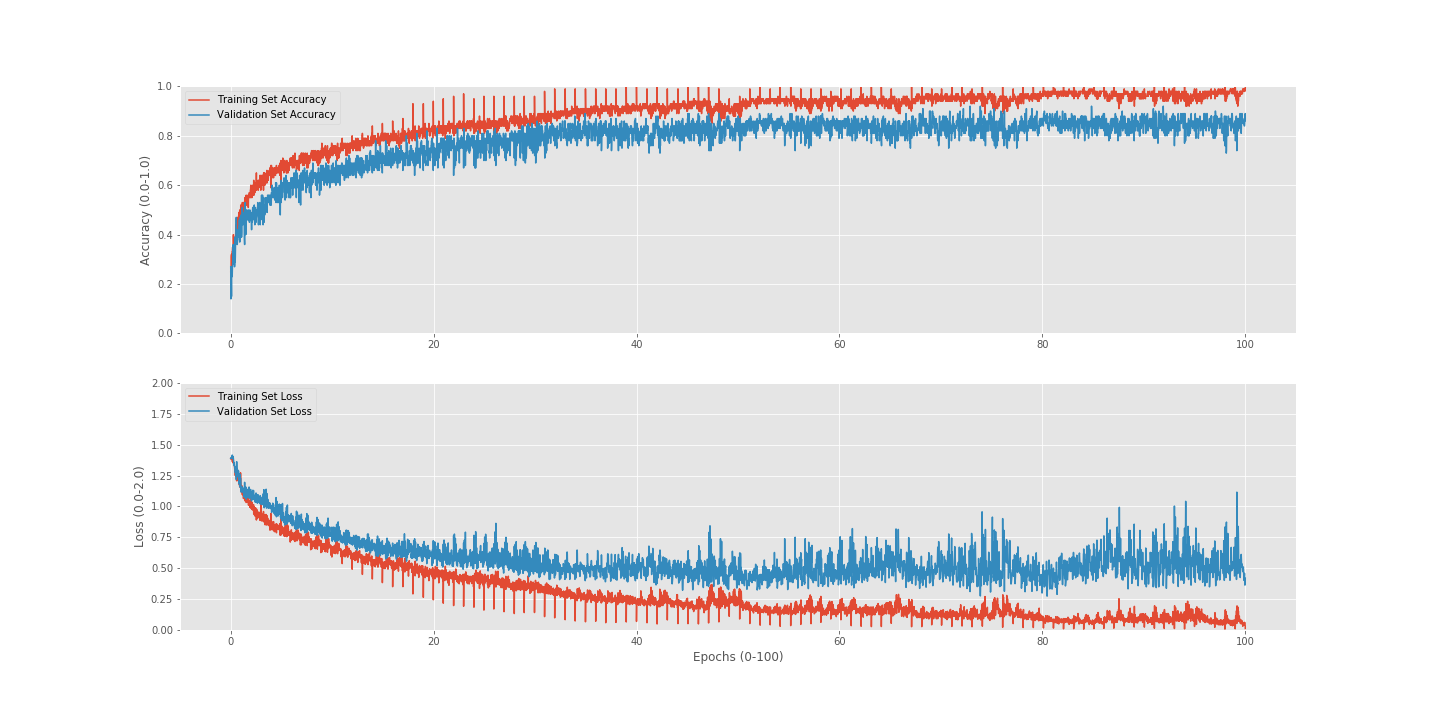 1.0
0.8
0.6
0.4
0.2
0.0
Accuracy (0.0-1.0)
Training Set Accuracy
Validation Set Accuracy
0 20 40 60 80 100
2.00
1.75
1.50
1.25
1.00
0.75
0.50
0.25
0.00
Loss (0.0-2.0)
Training Set Loss
Validation Set Loss
0 20 40 60 80 100
Epochs (0-100)